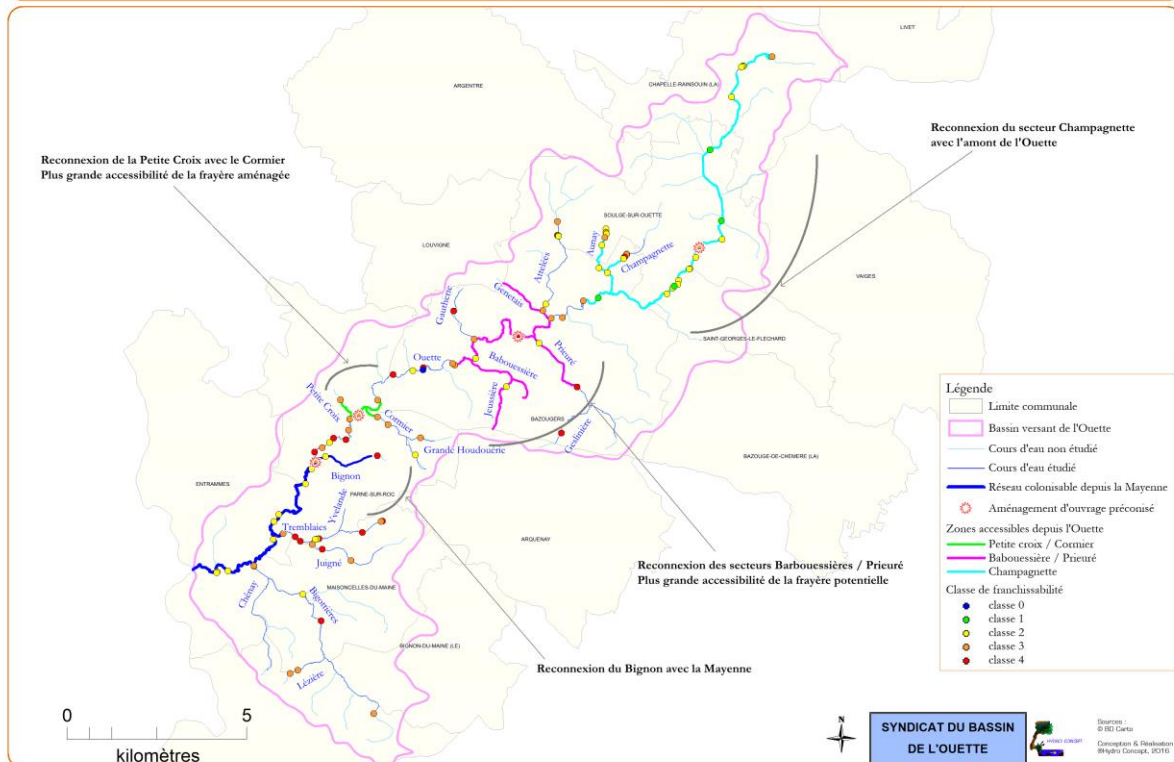 LIVET
CHAPELLE-RAINSOUIN (LA)
ARGENTRE
Reconnexion du secteur Champagnette
avec l'amont de l'Ouette
Reconnexion de la Petite Croix avec le Cormier
Plus grande accessibilité de la frayère aménagée
SOULGE-SUR-OUETTE
LOUVIGNE
Attelées
Aunay
Champagnette
VAIGES
Genetais
Gautherie
SAINT-GEORGES-LE-FLECHARD
Prieuré
Ouette
Babouessière
Jeussière
Petite Croix
Cormier
BAZOUGERS
Geslinière
Grande Houdouérie
BAZOUGE-DE-CHEMERE (LA)
Bignon
ENTRAMMES
PARNE-SUR-ROC
Yvelande
Tremblaies
ARQUENAY
Juigné
Reconnexion des secteurs Barbouessières / Prieuré
Plus grande accessibilité de la frayère potentielle
MAISONCELLES-DU-MAINE
Chênay
Bigottières
BIGNON-DU-MAINE (LE)
Reconnexion du Bignon avec la Mayenne
Lézière
Légende
Limite communale
Bassin versant de l'Ouette
Cours d'eau non étudié
Cours d'eau étudié
Réseau colonisable depuis la Mayenne
Aménagement d'ouvrage préconisé
Zones accessibles depuis l'Ouette
Petite croix / Cormier
Babouessière / Prieuré
Champagnette
Classe de franchissabilité
classe 0
classe 1
classe 2
classe 3
classe 4
0 5
kilomètres
N
SYNDICAT DU BASSIN
DE L'OUETTE
HYDRO CONCEPT
Sources :
© BD Carto
Conception & Réalisation
©Hydro Concept, 2016